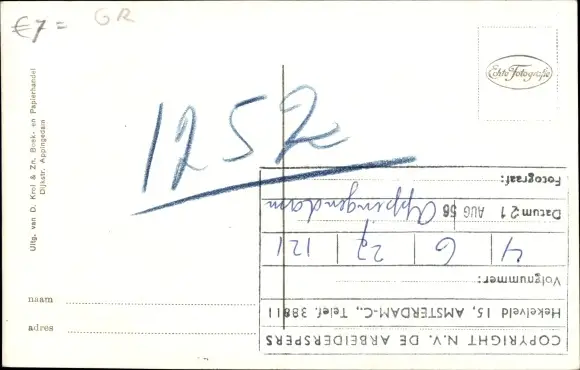 €7 =
GR
Echte Fotografie
1252
Uitg. van D. Krol & Zn. Boek- en Papierhandel
Dijkstr. Appingedam
naam
adres
COPYRIGHT N.V. DE ARBEIDERSPERS
Hekelveld 15, AMSTERDAM-C., Telef. 38811
Volgnummer:
4 6 22 121
Datum 21 AUG 56 Appingendam
Fotograaf: